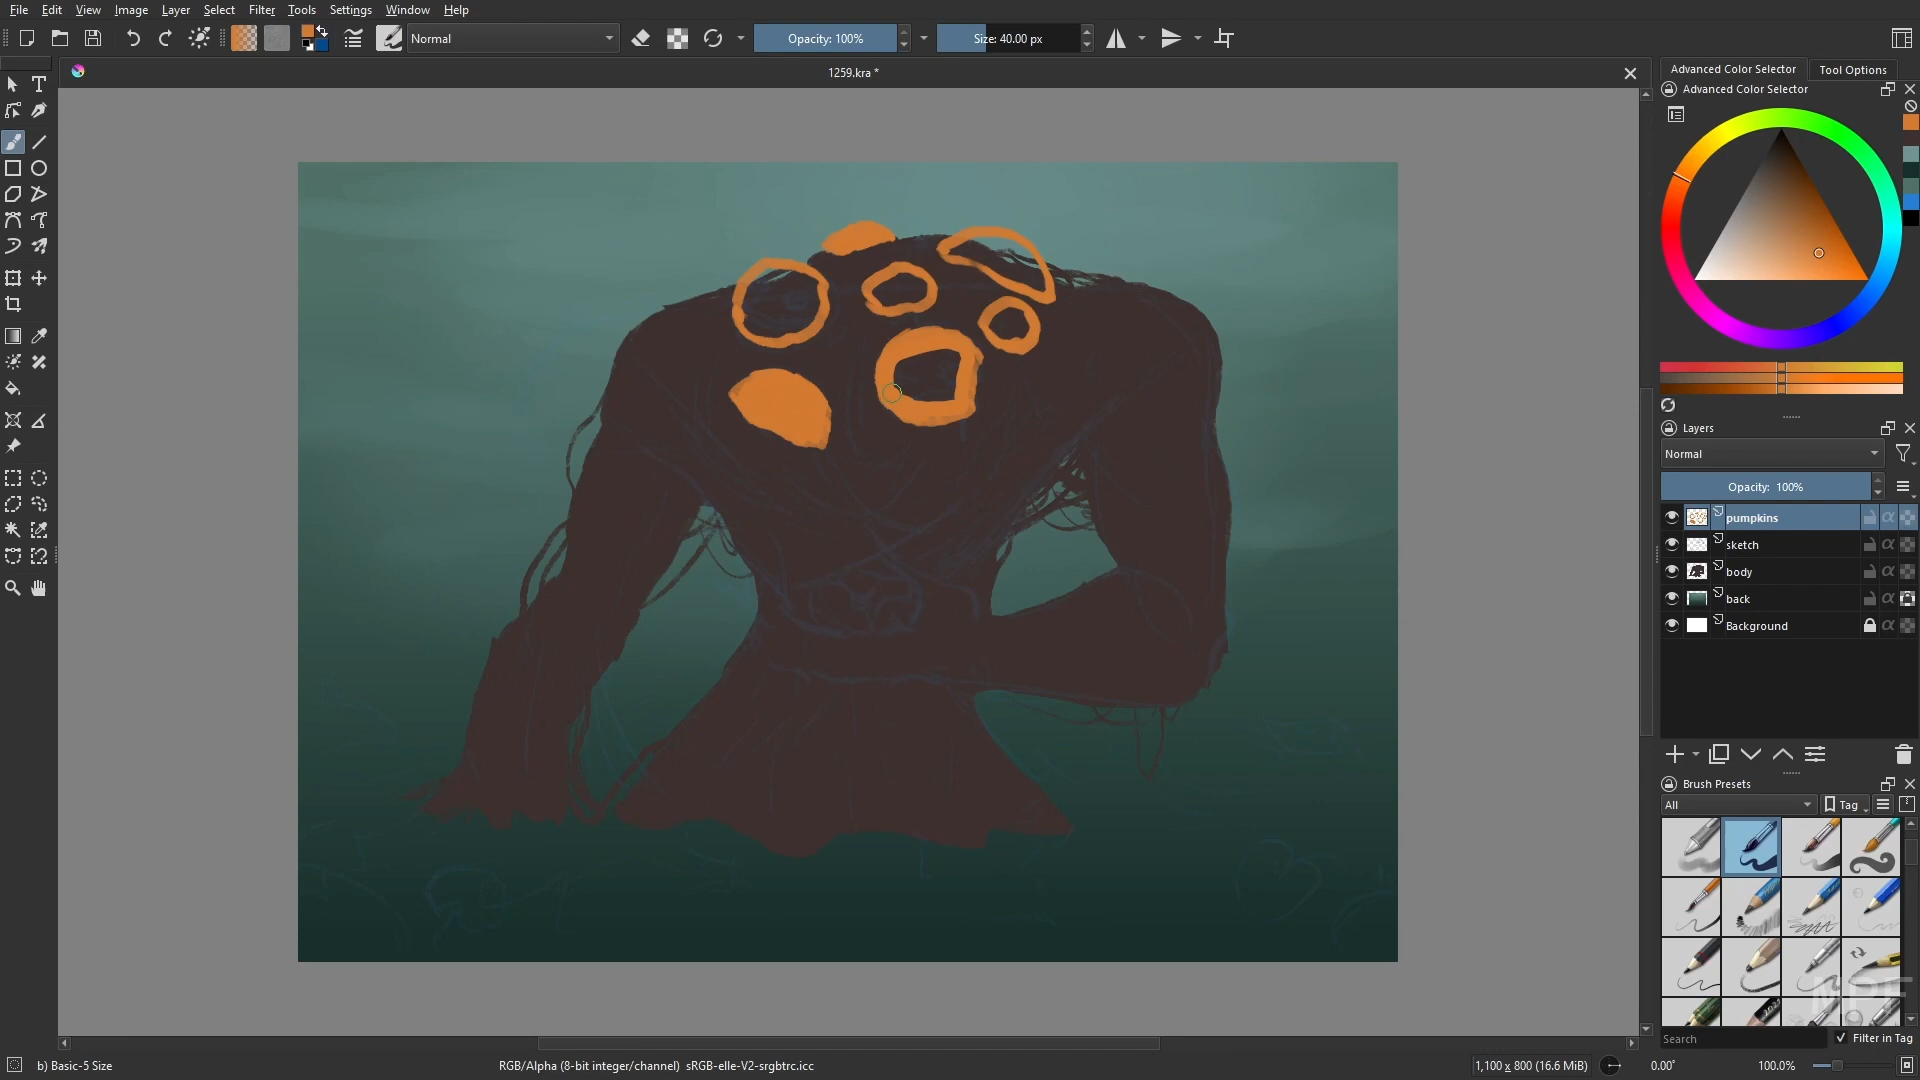 File Edit View Image Layer Select Filter Tools Settings Window Help
Normal Opacity: 100% Size: 40.00 px
1259.kra *
Advanced Color Selector Tool Options
Advanced Color Selector
Layers
Normal
Opacity: 100%
pumpkins
sketch
body
back
Background
Brush Presets
All Tag
MPF
Search Filter in Tag
b) Basic-5 Size RGB/Alpha (8-bit integer/channel) sRGB-elle-V2-srgbtrc.icc 1,100 x 800 (16.6 MiB) 0.00° 100.0%